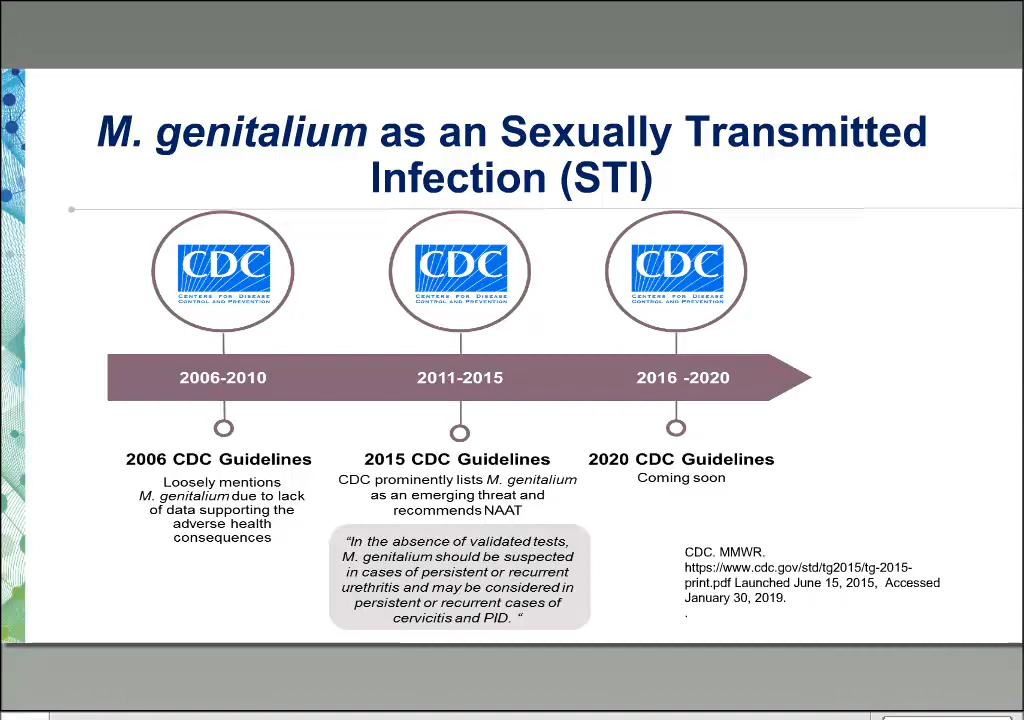 M. genitalium as an Sexually Transmitted
Infection (STI)
CDC CDC CDC
CENTERS FOR DISEASE CENTERS FOR DISEASE CENTERS FOR DISEASE
CONTROL AND PREVENTION CONTROL AND PREVENTION CONTROL AND PREVENTION
2006-2010 2011-2015 2016 -2020
2006 CDC Guidelines
Loosely mentions
M. genitalium due to lack
of data supporting the
adverse health
consequences
2015 CDC Guidelines
CDC prominently lists M. genitalium
as an emerging threat and
recommends NAAT
“In the absence of validated tests,
M. genitalium should be suspected
in cases of persistent or recurrent
urethritis and may be considered in
persistent or recurrent cases of
cervicitis and PID. “
2020 CDC Guidelines
Coming soon
CDC. MMWR.
https://www.cdc.gov/std/tg2015/tg-2015-
print.pdf Launched June 15, 2015, Accessed
January 30, 2019.
.